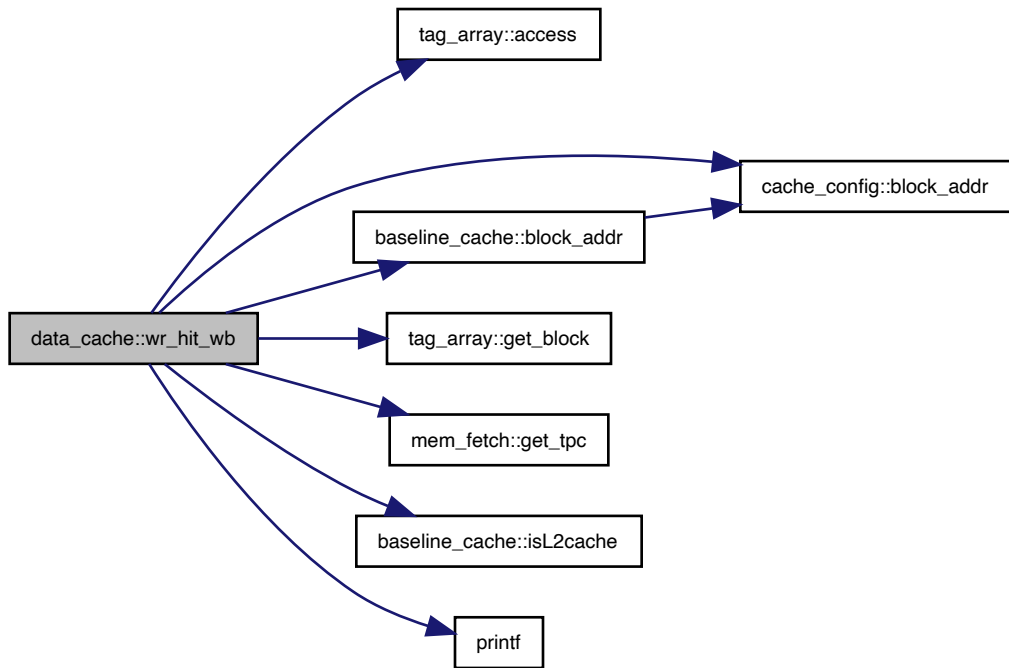 tag_array::access
cache_config::block_addr
baseline_cache::block_addr
data_cache::wr_hit_wb
tag_array::get_block
mem_fetch::get_tpc
baseline_cache::isL2cache
printf